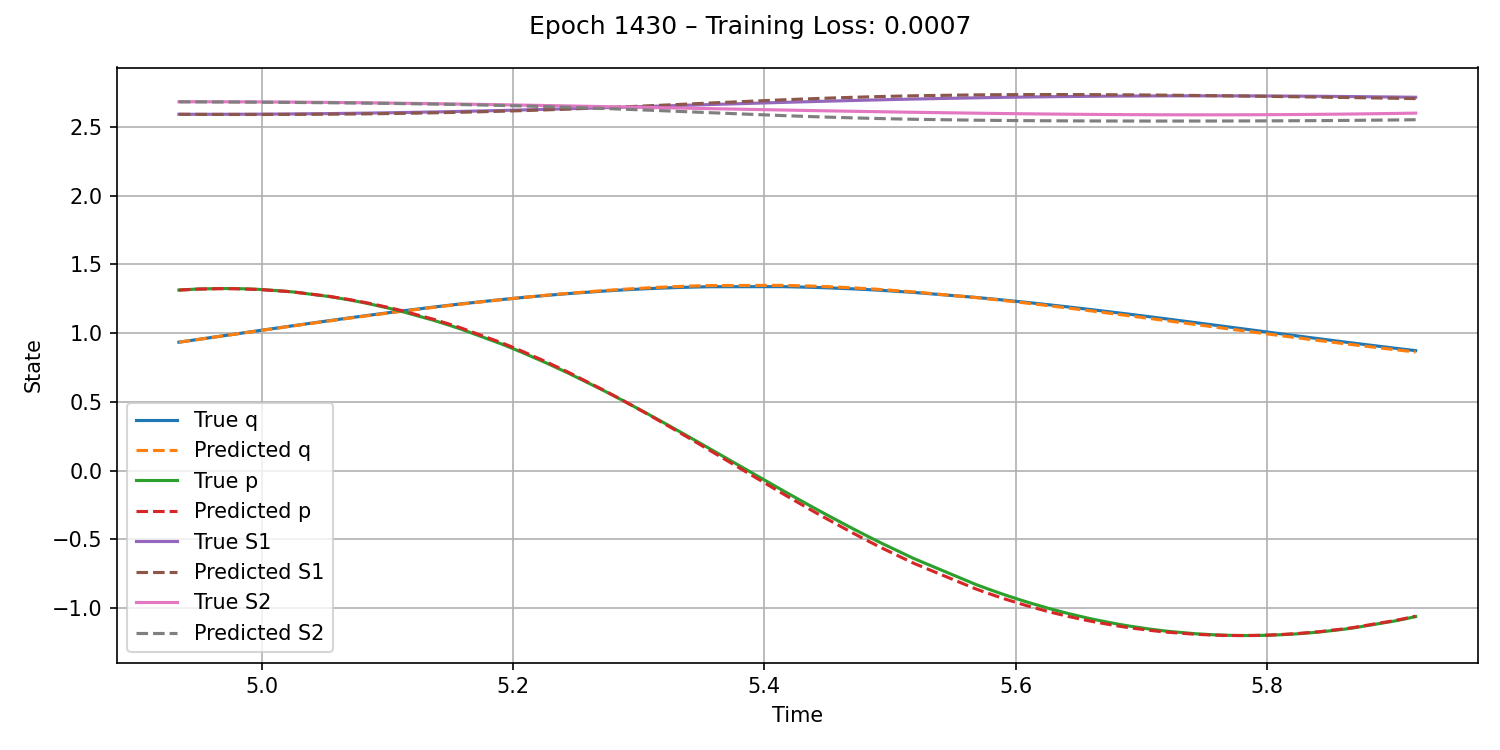 Epoch 1430 – Training Loss: 0.0007
State
2.5
2.0
1.5
1.0
0.5
0.0
−0.5
−1.0
True q
Predicted q
True p
Predicted p
True S1
Predicted S1
True S2
Predicted S2
5.0
5.2
5.4
5.6
5.8
Time